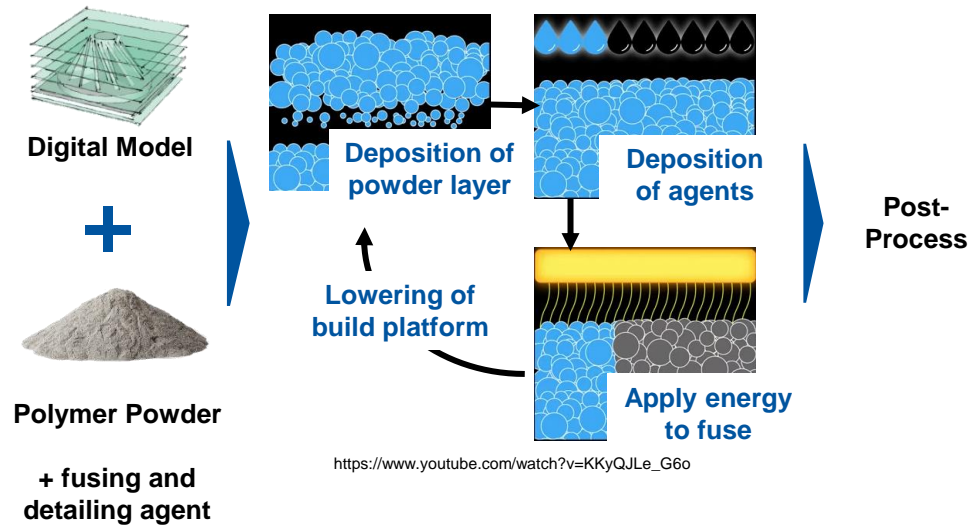 Digital Model
+
Polymer Powder
+ fusing and
detailing agent
Deposition of
powder layer
Deposition
of agents
Lowering of
build platform
Apply energy
to fuse
https://www.youtube.com/watch?v=KKyQJLe_G6o
Post-
Process